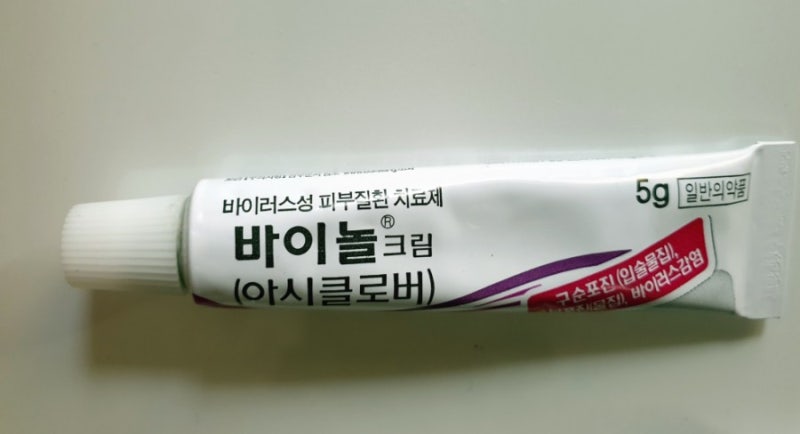 바이러스성 피부질환 치료제
바이놀® 크림
(아시클로버)
5g 일반의약품
구순포진 (입술물집),
바이러스감염